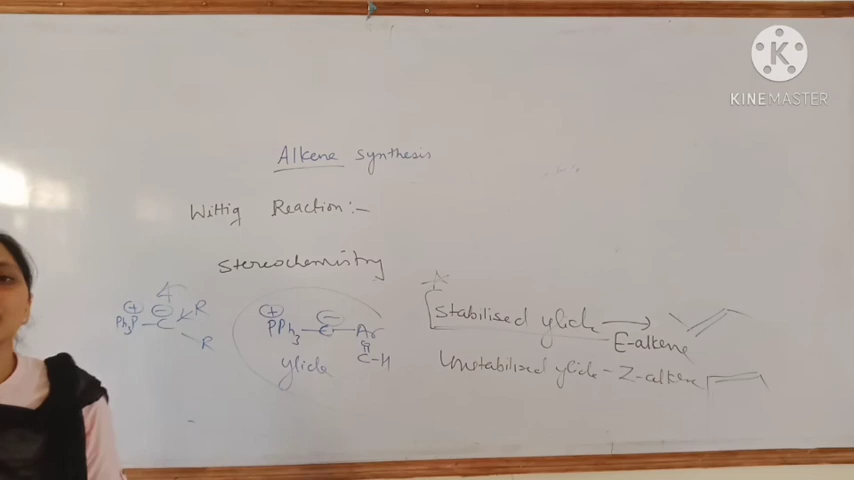 KINEMASTER
Alkene synthesis
Wittig Reaction :-
Stereochemistry
Ph3P⊕ — C⊖ R R
⊕PPh3 — C⊖ — Ar
C-H
ylide
Stabilised ylide → E-alkene
Unstabilised ylide - Z-alkene